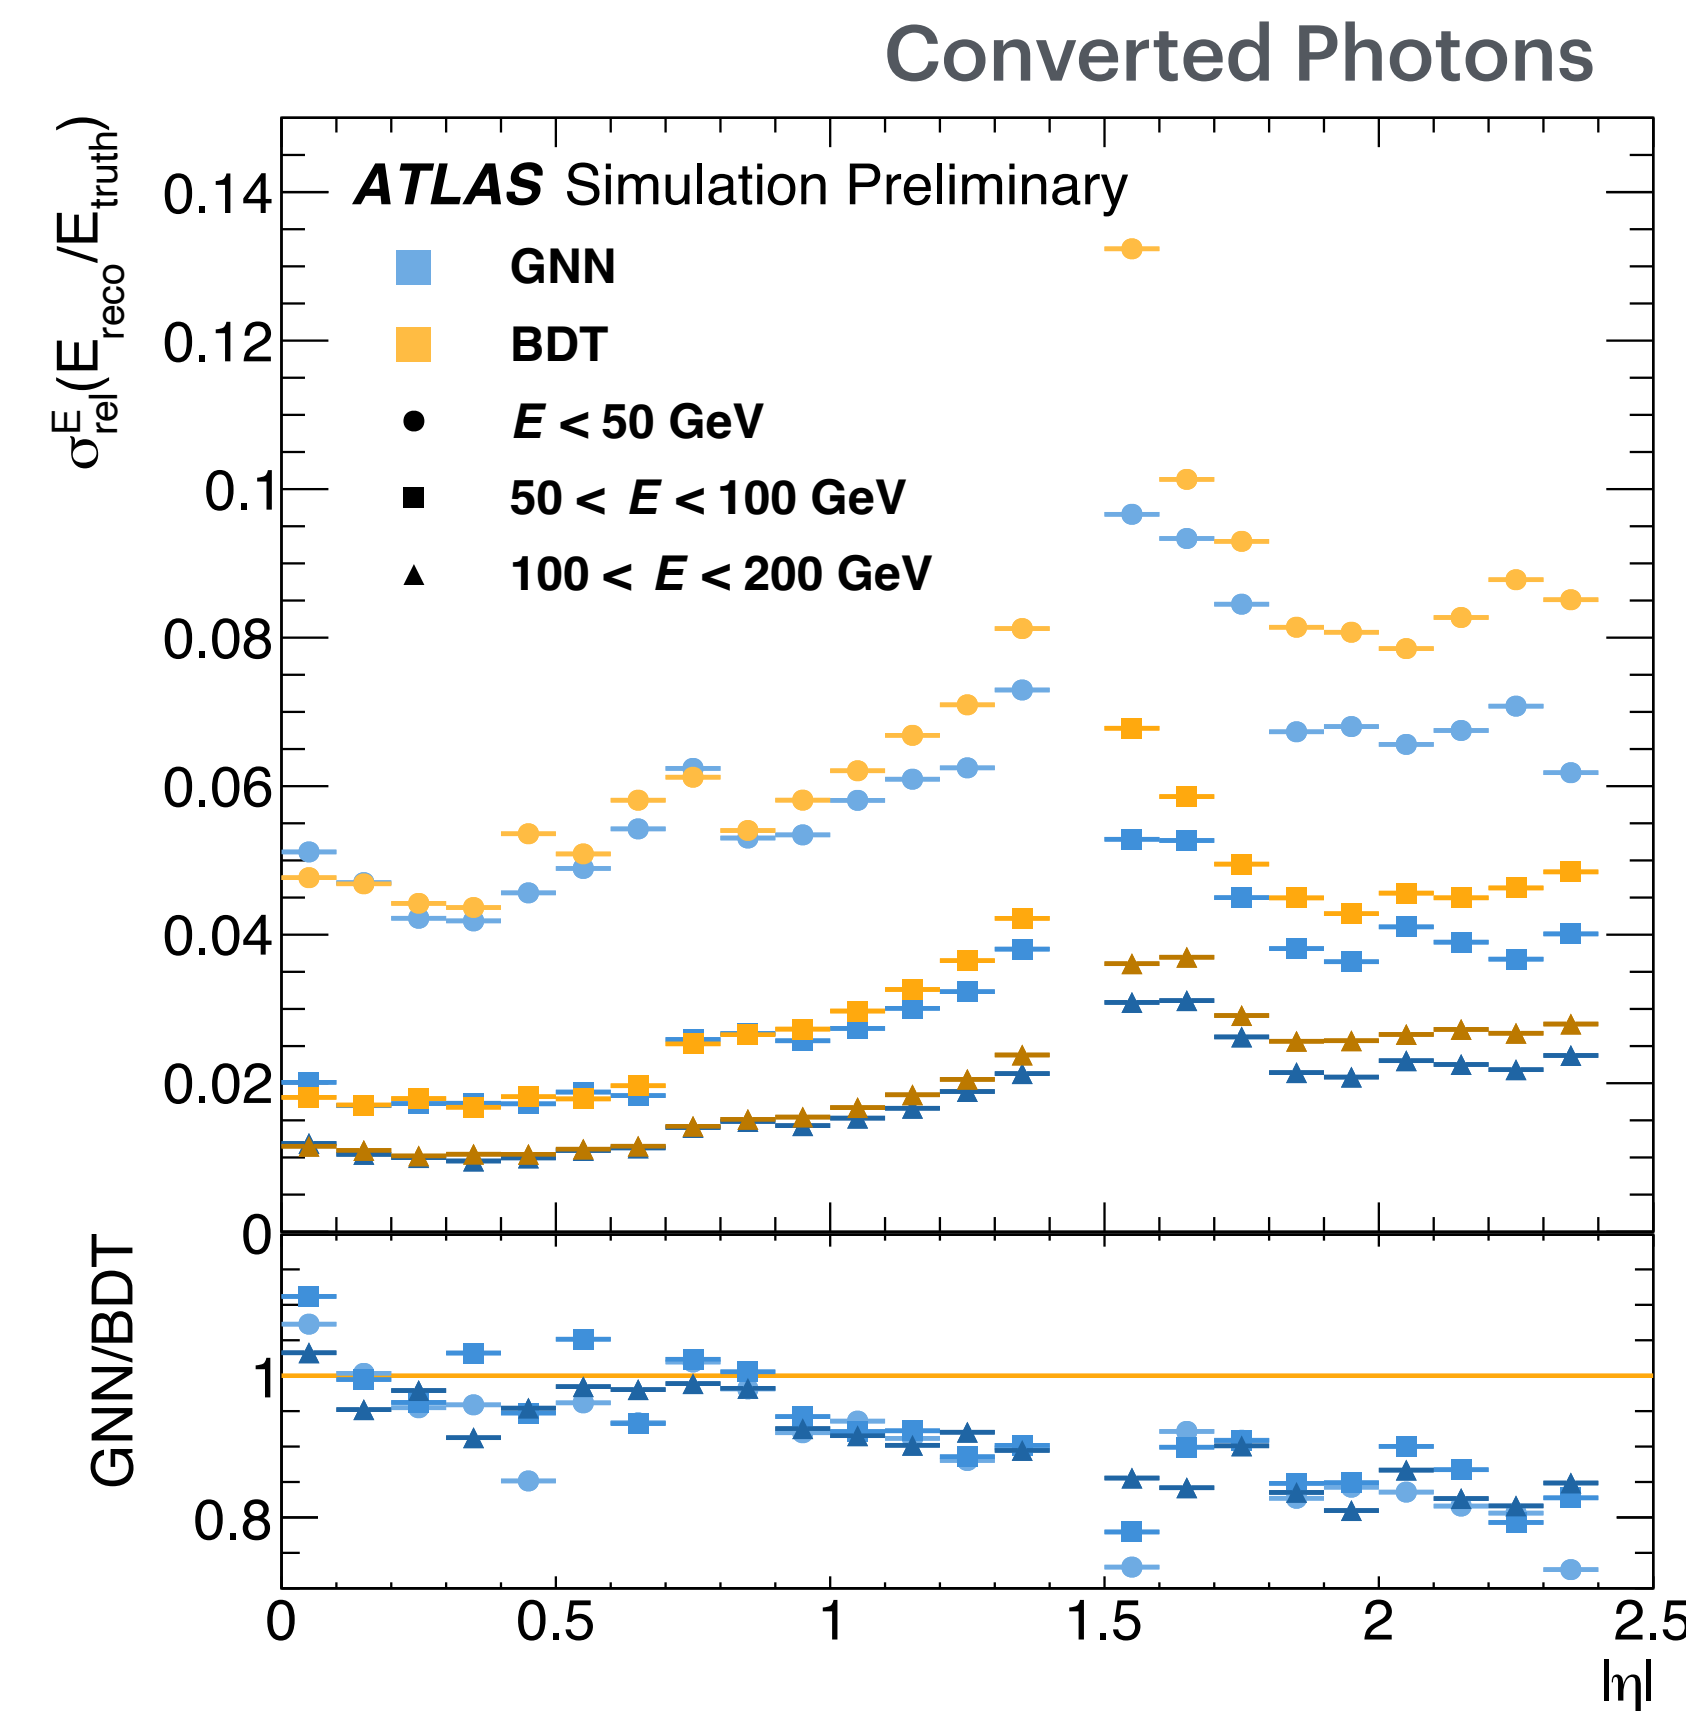 Converted Photons
σ^E_rel(E_reco/E_truth)
ATLAS Simulation Preliminary
GNN
BDT
E < 50 GeV
50 < E < 100 GeV
100 < E < 200 GeV
0.14
0.12
0.1
0.08
0.06
0.04
0.02
0
GNN/BDT
1
0.8
0 0.5 1 1.5 2 2.5
|η|